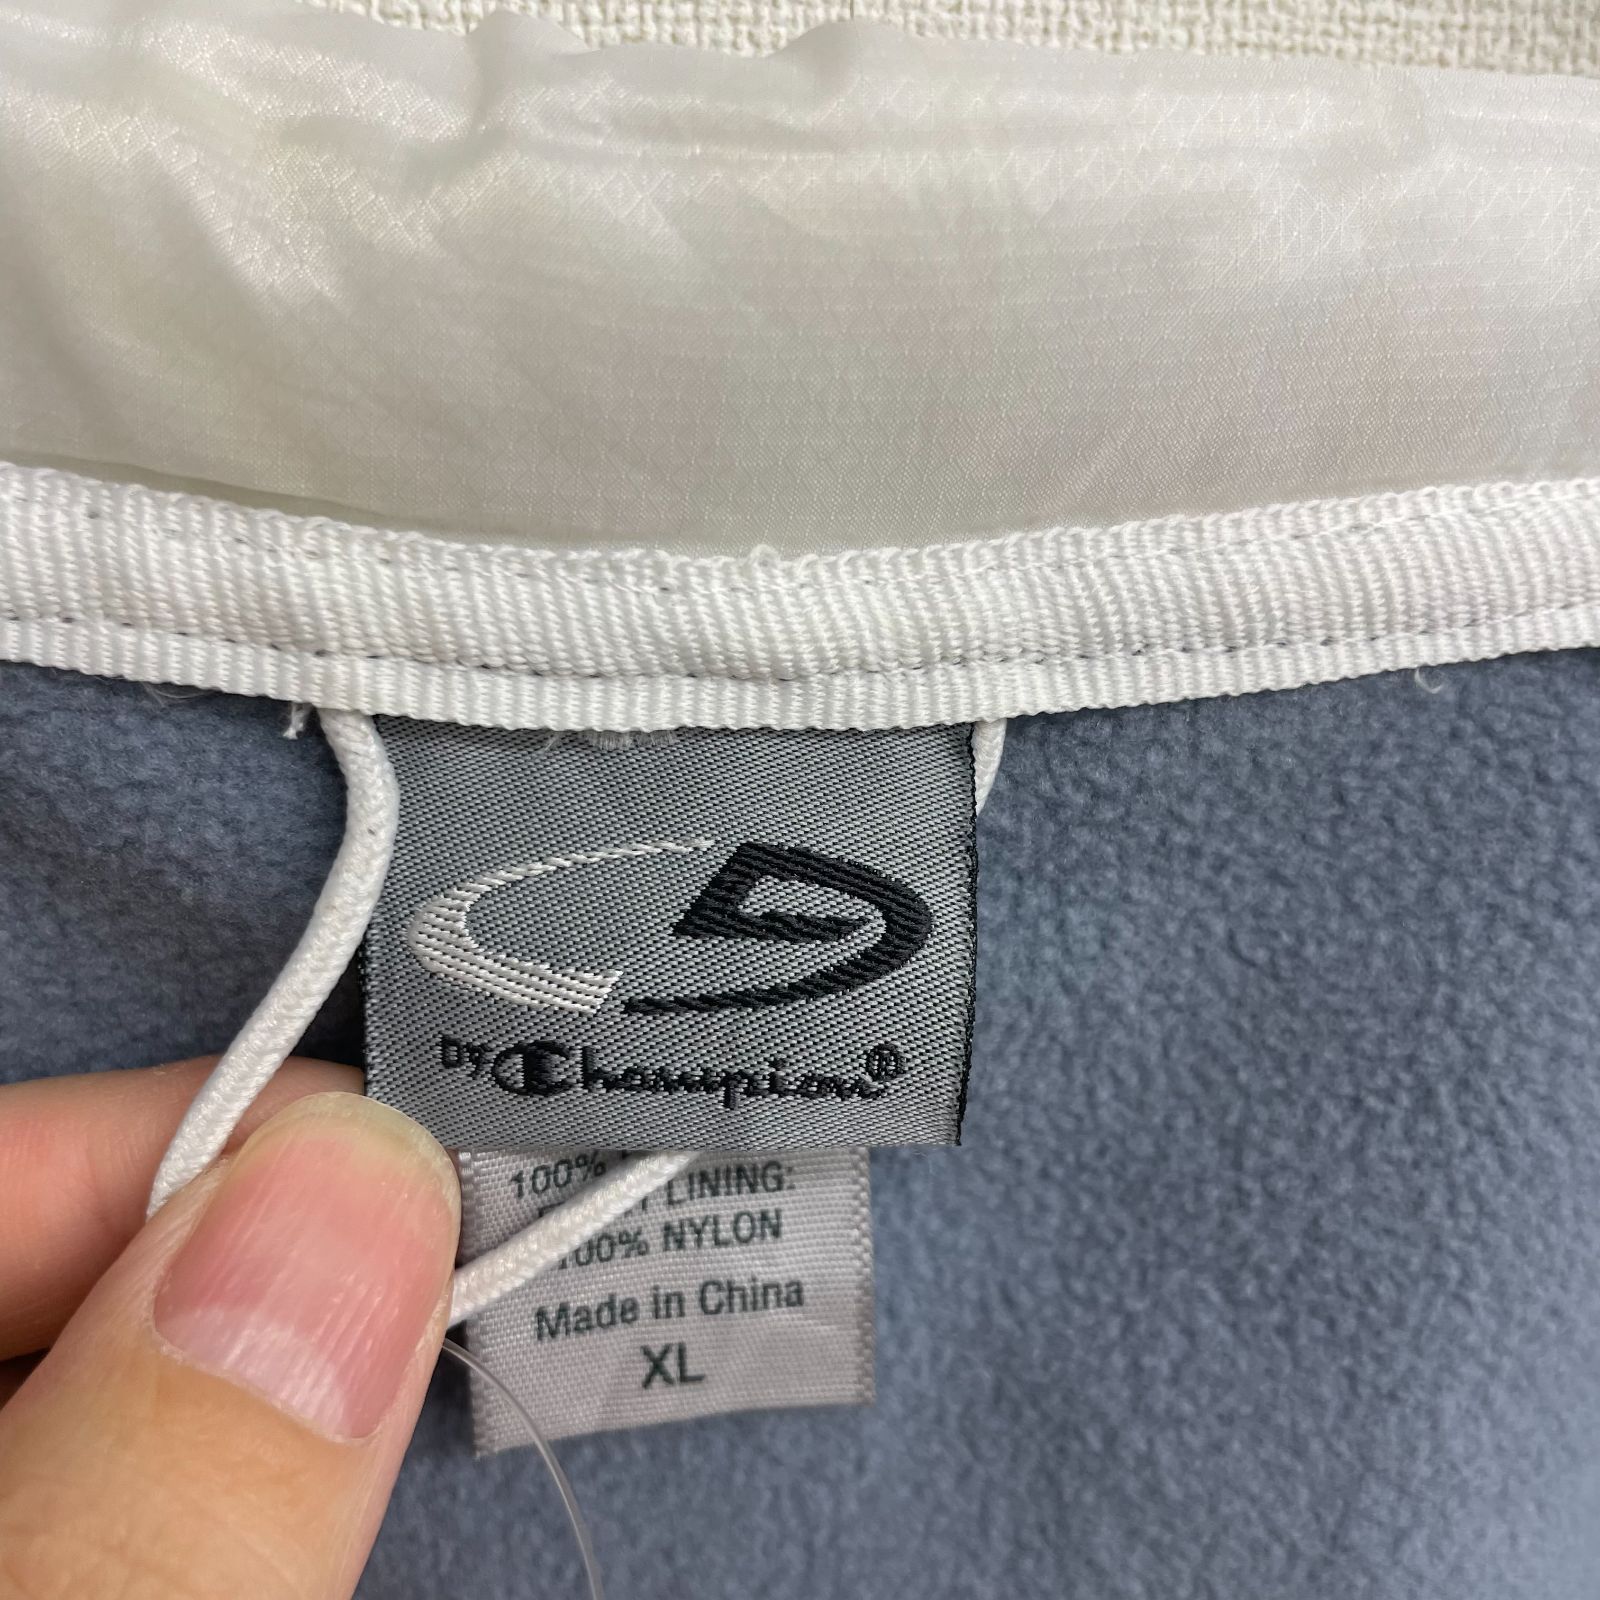 by Champion®
100%
LINING:
100% NYLON
Made in China
XL